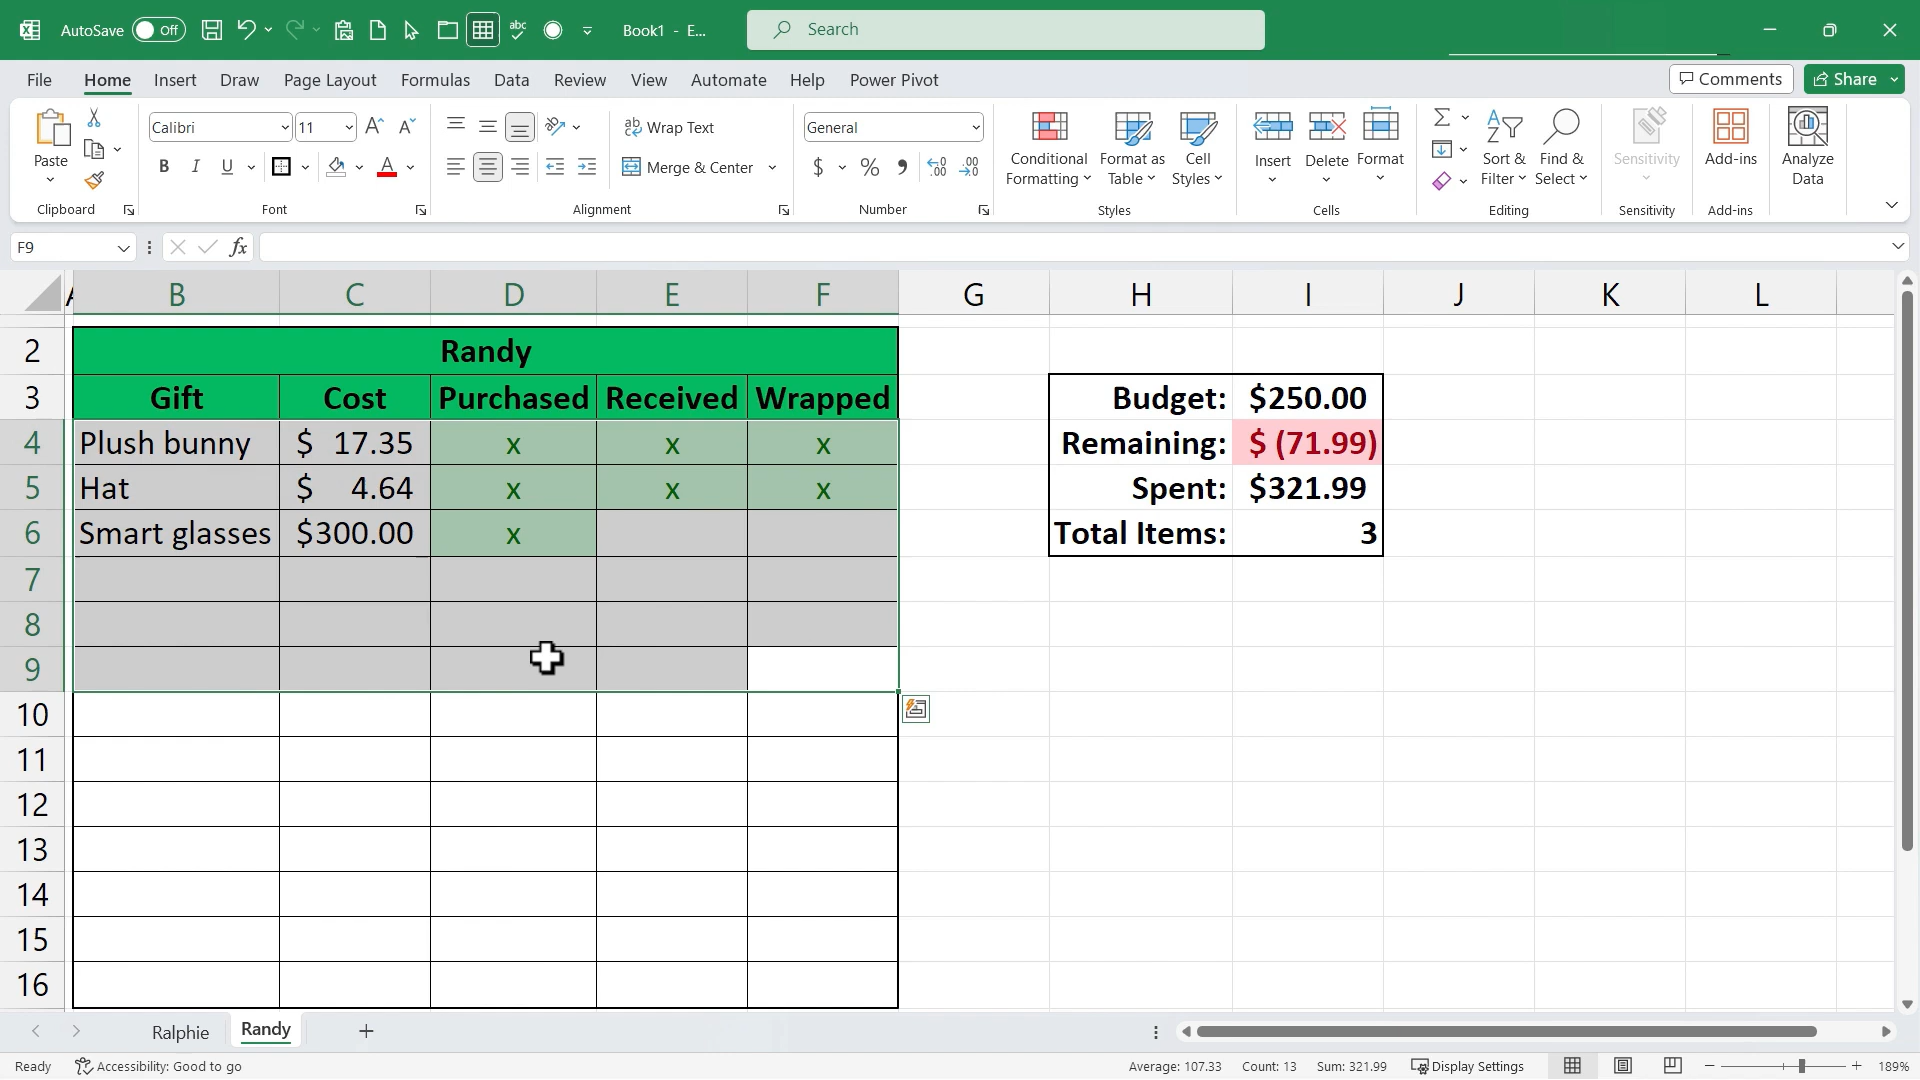 AutoSave Off abc Book1 - E... Search
File Home Insert Draw Page Layout Formulas Data Review View Automate Help Power Pivot Comments Share
Paste
Clipboard
Calibri 11 A A
B I U A
Font
ab Wrap Text
Merge & Center
Alignment
General
$ % , .00 .00
Number
Conditional Formatting
Format as Table
Cell Styles
Styles
Insert
Delete
Format
Cells
Sort & Filter
Find & Select
Editing
Sensitivity
Sensitivity
Add-ins
Add-ins
Analyze Data
F9 fx
A B C D E F G H I J K L
2 Randy
3 Gift Cost Purchased Received Wrapped Budget: $250.00
4 Plush bunny $ 17.35 x x x Remaining: $ (71.99)
5 Hat $ 4.64 x x x Spent: $321.99
6 Smart glasses $300.00 x Total Items: 3
7
8
9
10
11
12
13
14
15
16
Ralphie Randy
Ready Accessibility: Good to go Average: 107.33 Count: 13 Sum: 321.99 Display Settings 189%